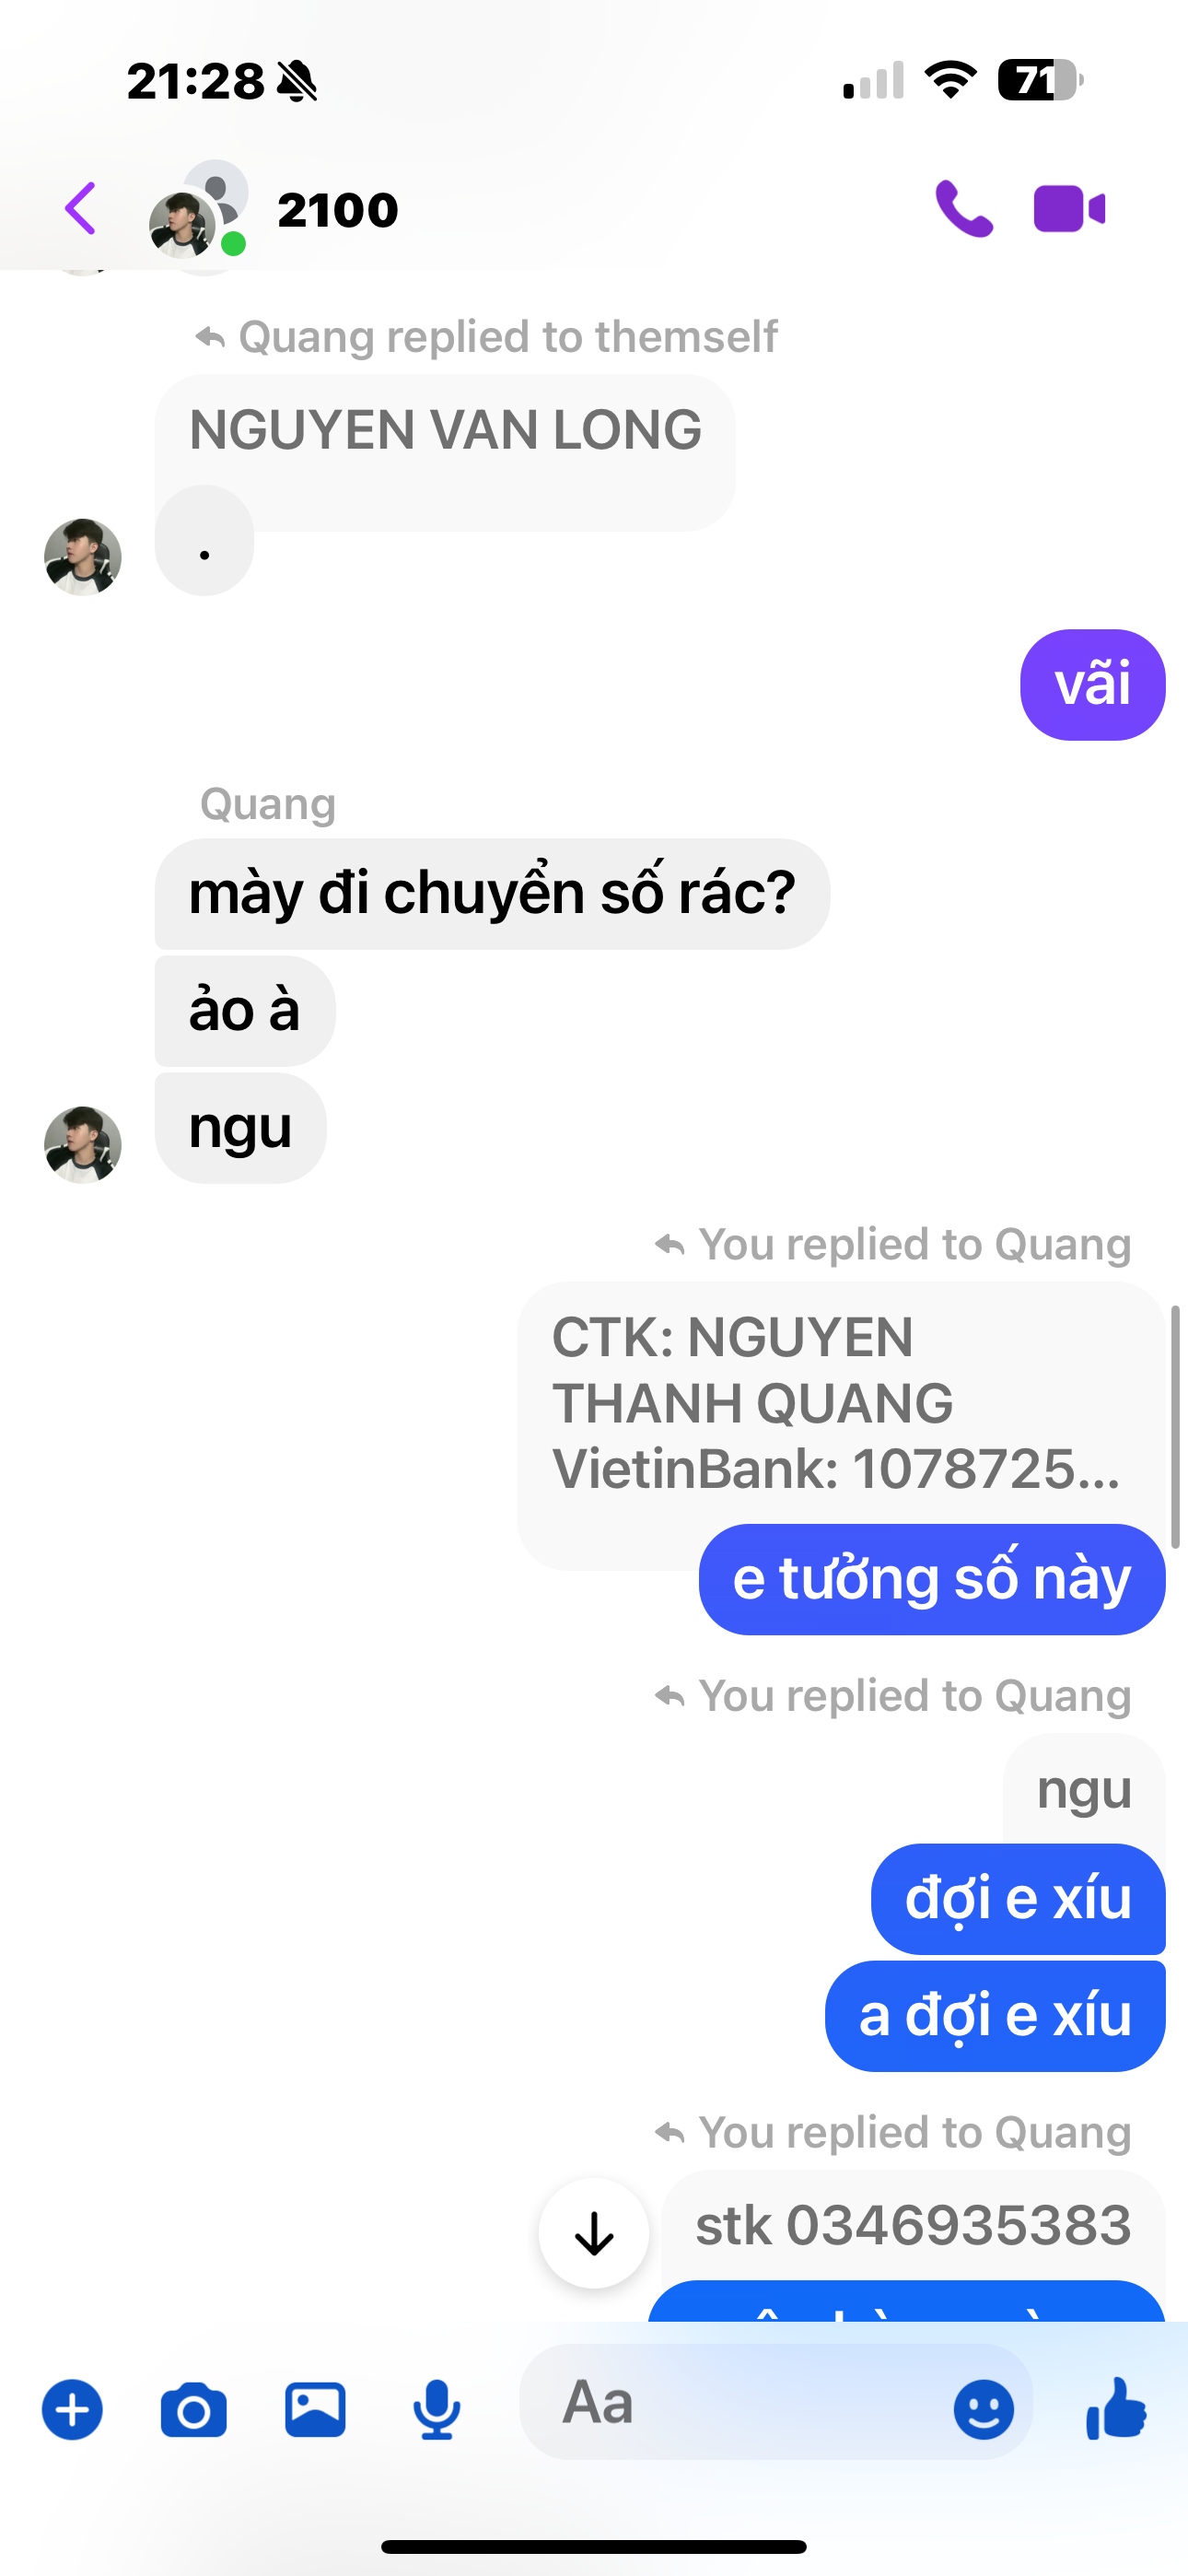 21:28
71
2100
Quang replied to themself
NGUYEN VAN LONG
.
vãi
Quang
mày đi chuyển số rác?
ảo à
ngu
You replied to Quang
CTK: NGUYEN
THANH QUANG
VietinBank: 1078725...
e tưởng số này
You replied to Quang
ngu
đợi e xíu
a đợi e xíu
You replied to Quang
stk 0346935383
Aa